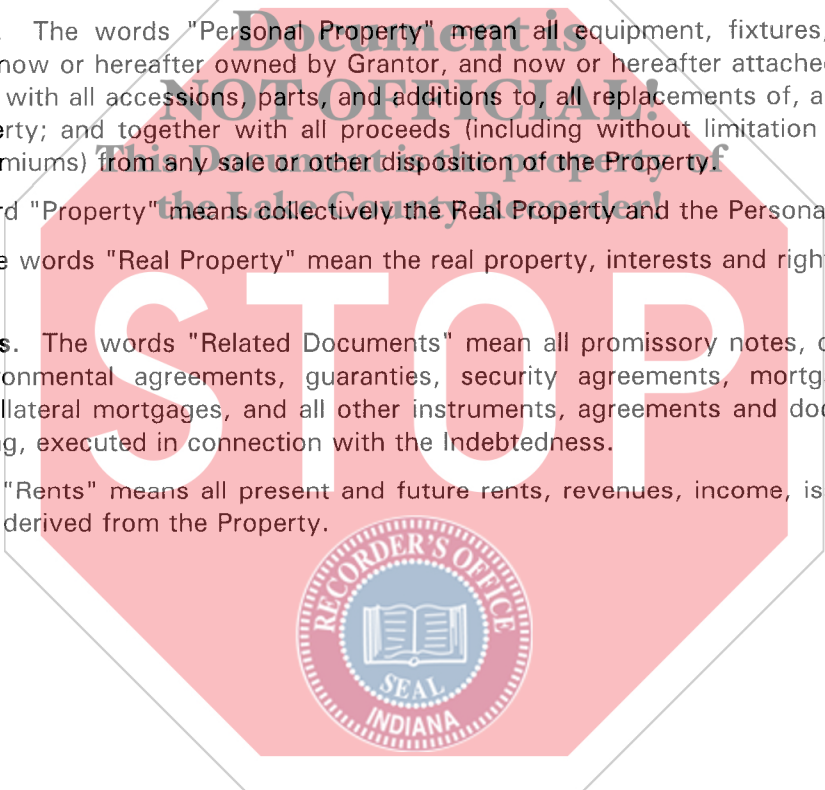 . The words "Personal Property" mean all equipment, fixtures,
now or hereafter owned by Grantor, and now or hereafter attached
with all accessions, parts, and additions to, all replacements of, a
erty; and together with all proceeds (including without limitation
miums) from any sale or other disposition of the Property.
rd "Property" means collectively the Real Property and the Persona
e words "Real Property" mean the real property, interests and right
s. The words "Related Documents" mean all promissory notes, c
onmental agreements, guaranties, security agreements, mortga
llateral mortgages, and all other instruments, agreements and doc
ng, executed in connection with the Indebtedness.
"Rents" means all present and future rents, revenues, income, is
derived from the Property.
Document is
NOT OFFICIAL!
This Document is the property of
the Lake County Recorder!
STOP
RECORDER'S OFFICE
SEAL
INDIANA